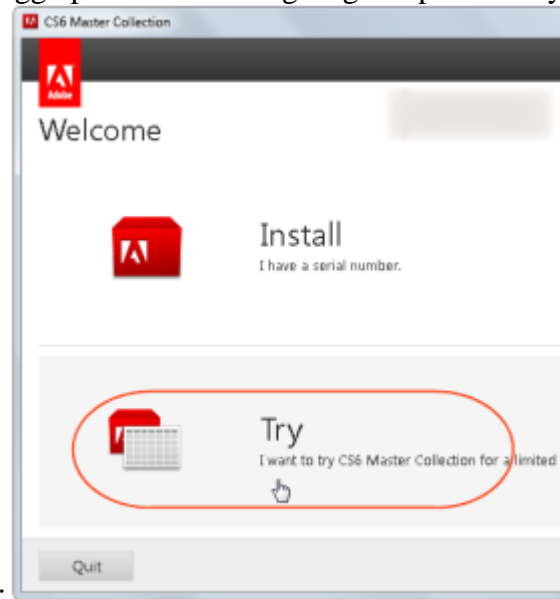 CS6 Master Collection
Adobe
Welcome
Install
I have a serial number.
Try
I want to try CS6 Master Collection for a limited
Quit
.